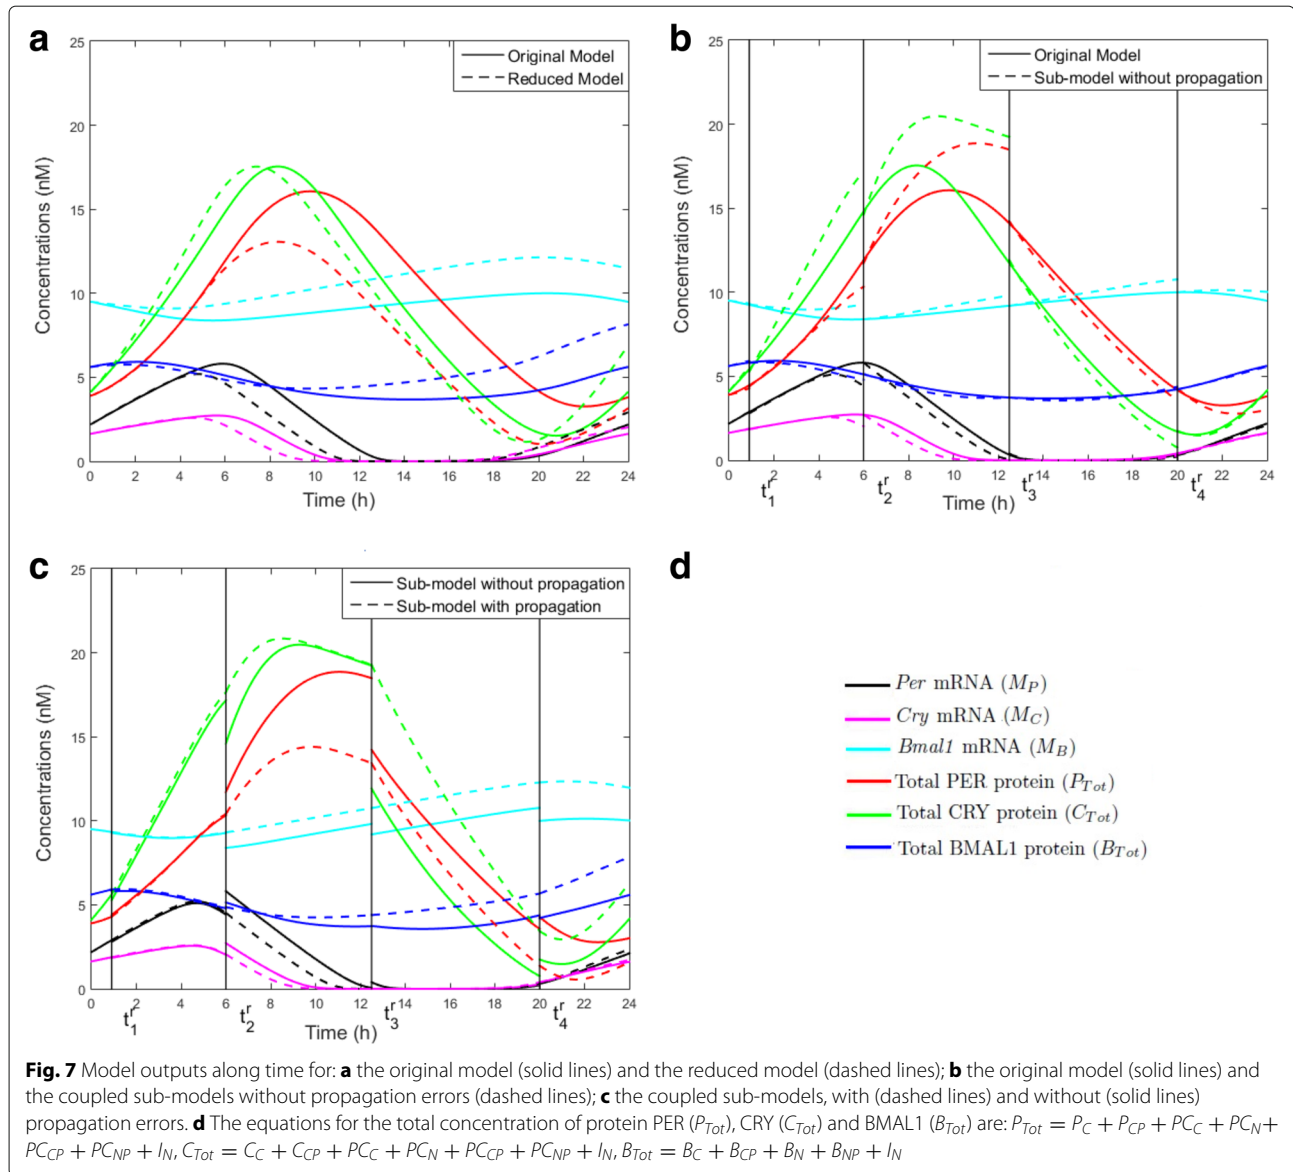 a
25
20
15
10
5
0
Concentrations (nM)
Original Model
Reduced Model
0 2 4 6 8 10 12 14 16 18 20 22 24
Time (h)
b
25
20
15
10
5
0
Concentrations (nM)
Original Model
Sub-model without propagation
0 2 4 6 8 10 12 14 16 18 20 22 24
t₁ʳ t₂ʳ t₃ʳ t₄ʳ
Time (h)
c
25
20
15
10
5
0
Concentrations (nM)
Sub-model without propagation
Sub-model with propagation
0 2 4 6 8 10 12 14 16 18 20 22 24
t₁ʳ t₂ʳ t₃ʳ t₄ʳ
Time (h)
d
Per mRNA (M_P)
Cry mRNA (M_C)
Bmal1 mRNA (M_B)
Total PER protein (P_Tot)
Total CRY protein (C_Tot)
Total BMAL1 protein (B_Tot)
Fig. 7 Model outputs along time for: a the original model (solid lines) and the reduced model (dashed lines); b the original model (solid lines) and
the coupled sub-models without propagation errors (dashed lines); c the coupled sub-models, with (dashed lines) and without (solid lines)
propagation errors. d The equations for the total concentration of protein PER (P_Tot), CRY (C_Tot) and BMAL1 (B_Tot) are: P_Tot = P_C + P_CP + PC_C + PC_N+
PC_CP + PC_NP + I_N, C_Tot = C_C + C_CP + PC_C + PC_N + PC_CP + PC_NP + I_N, B_Tot = B_C + B_CP + B_N + B_NP + I_N